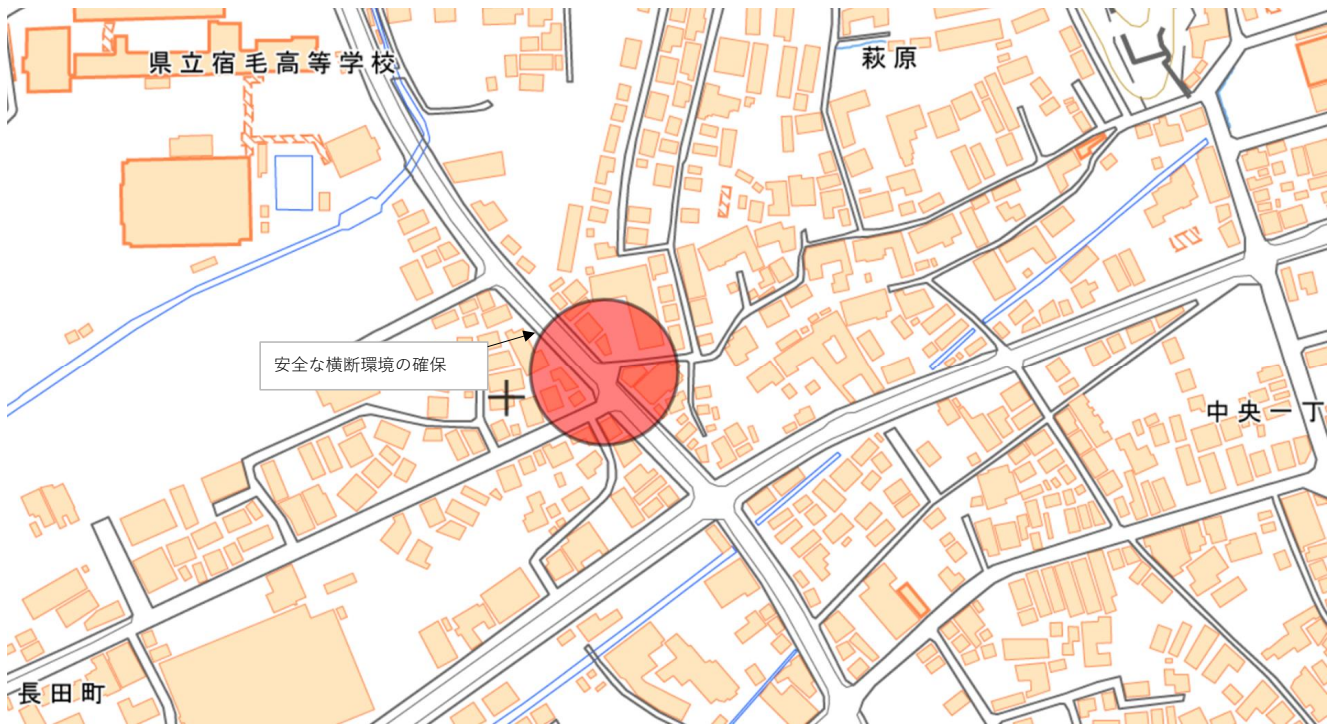 県立宿毛高等学校
萩原
安全な横断環境の確保
中央一丁
長田町